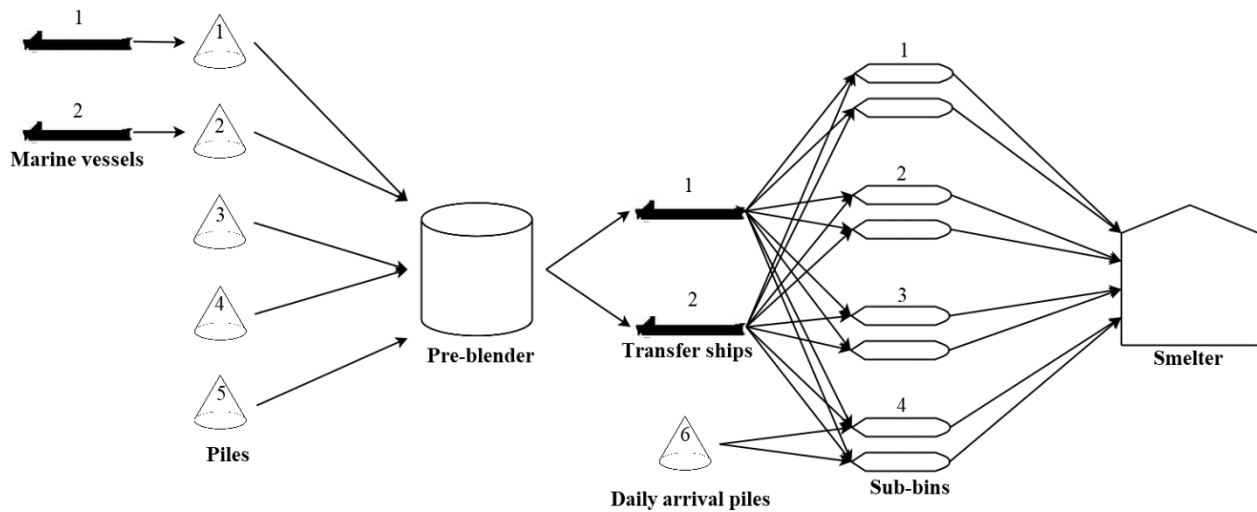 1
1
1
2
2
Marine vessels
1
2
3
2
4
3
Pre-blender
2
Transfer ships
Smelter
5
4
6
Piles
Sub-bins
Daily arrival piles